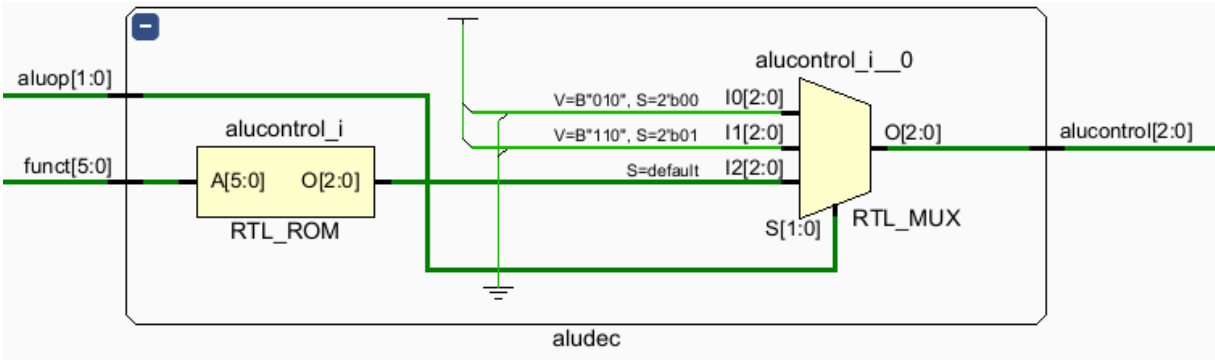 alucontrol_i__0
aluop[1:0]
V=B"010", S=2'b00
I0[2:0]
alucontrol_i
V=B"110", S=2'b01
I1[2:0]
O[2:0]
alucontrol[2:0]
funct[5:0]
A[5:0]
O[2:0]
S=default
I2[2:0]
RTL_ROM
S[1:0]
RTL_MUX
aludec